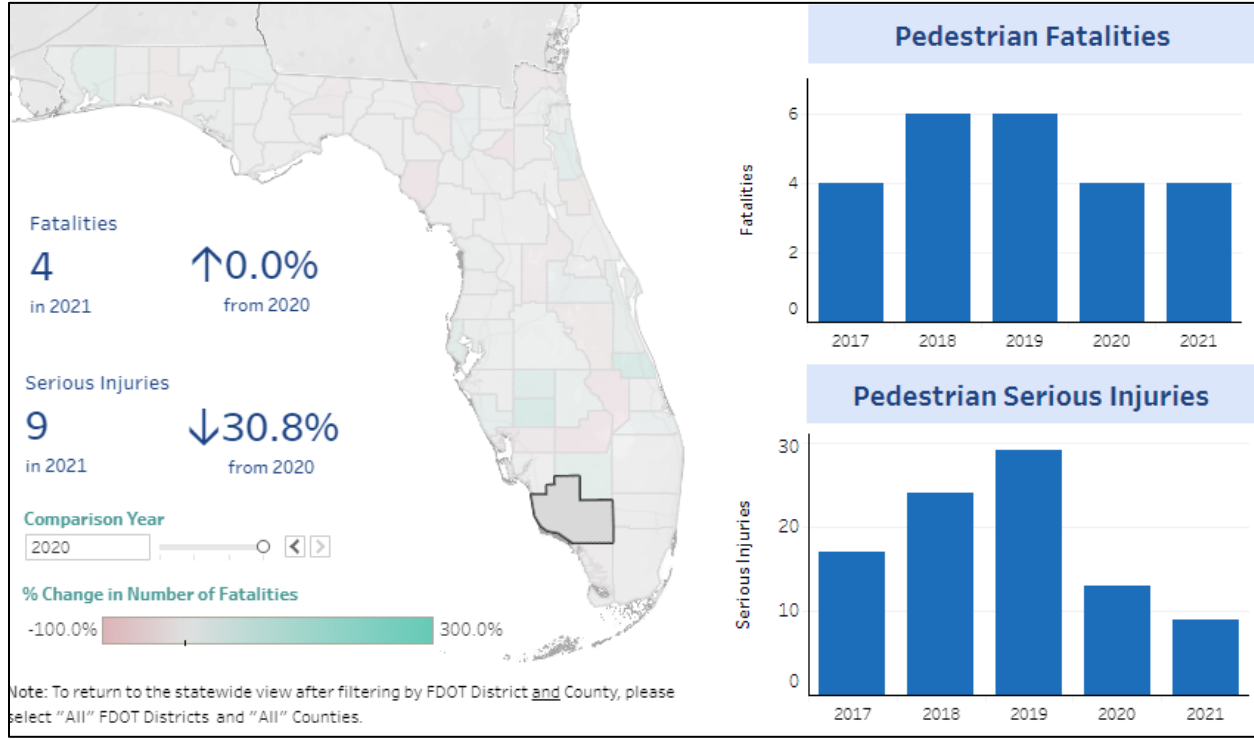 Fatalities
4
↑0.0%
in 2021
from 2020
Serious Injuries
9
↓30.8%
in 2021
from 2020
Comparison Year
2020
% Change in Number of Fatalities
-100.0%
300.0%
Note: To return to the statewide view after filtering by FDOT District and County, please
select "All" FDOT Districts and "All" Counties.
Pedestrian Fatalities
Fatalities
6
4
2
0
2017
2018
2019
2020
2021
Pedestrian Serious Injuries
Serious Injuries
30
20
10
0
2017
2018
2019
2020
2021